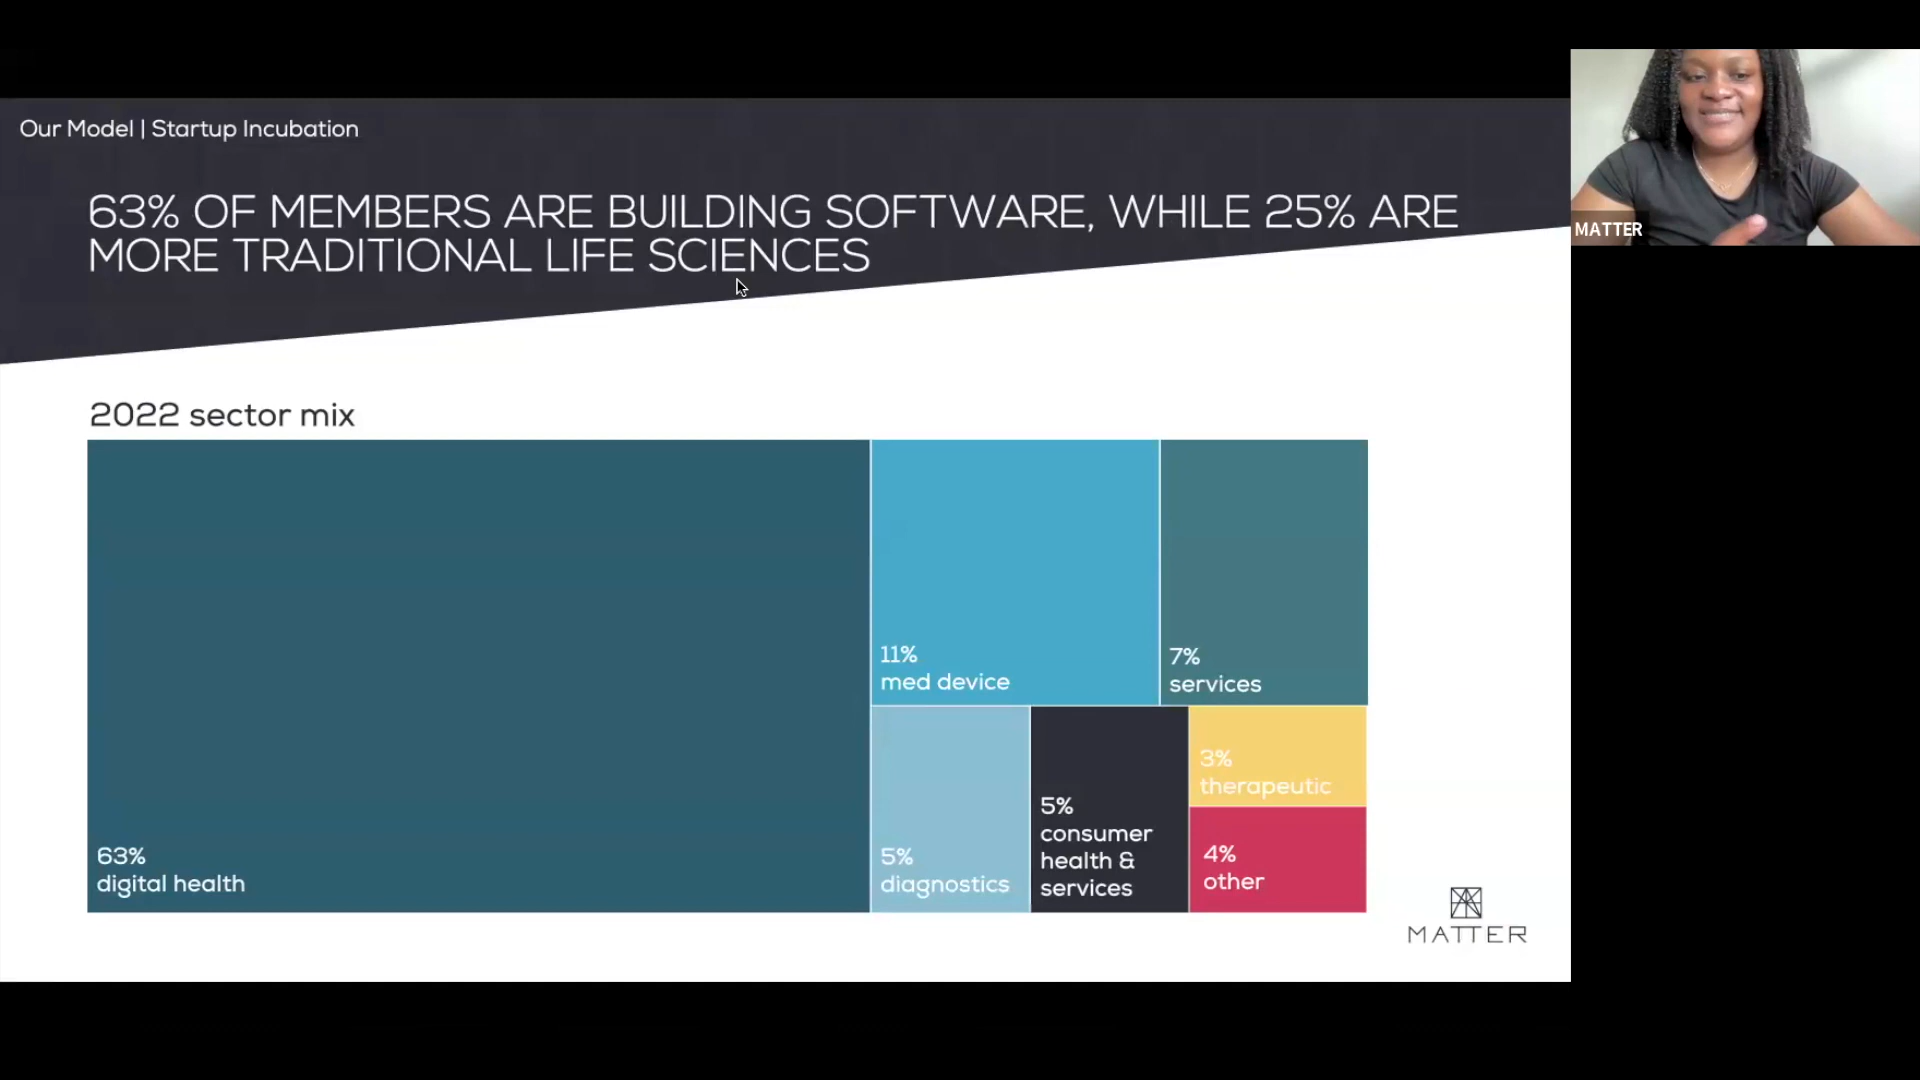 Our Model | Startup Incubation
63% OF MEMBERS ARE BUILDING SOFTWARE, WHILE 25% ARE
MORE TRADITIONAL LIFE SCIENCES
MATTER
2022 sector mix
63%
digital health
11%
med device
7%
services
5%
diagnostics
5%
consumer
health &
services
3%
therapeutic
4%
other
MATTER